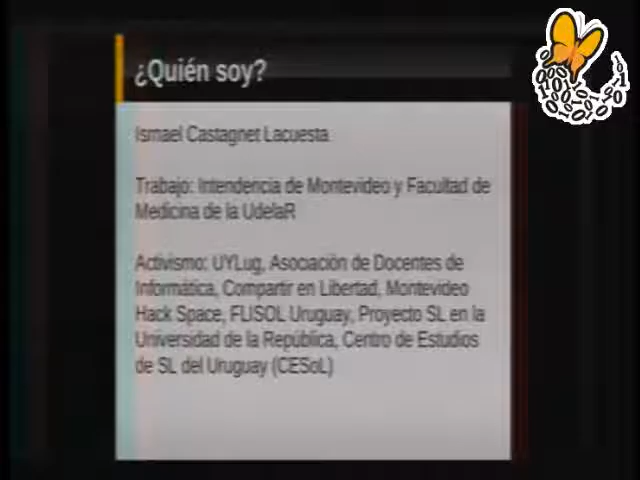 ¿Quién soy?
Ismael Castagnet Lacuesta
Trabajo: Intendencia de Montevideo y Facultad de
Medicina de la UdelaR
Activismo: UYLug, Asociación de Docentes de
Informática, Compartir en Libertad, Montevideo
Hack Space, FLISOL Uruguay, Proyecto SL en la
Universidad de la República, Centro de Estudios
de SL del Uruguay (CESoL)